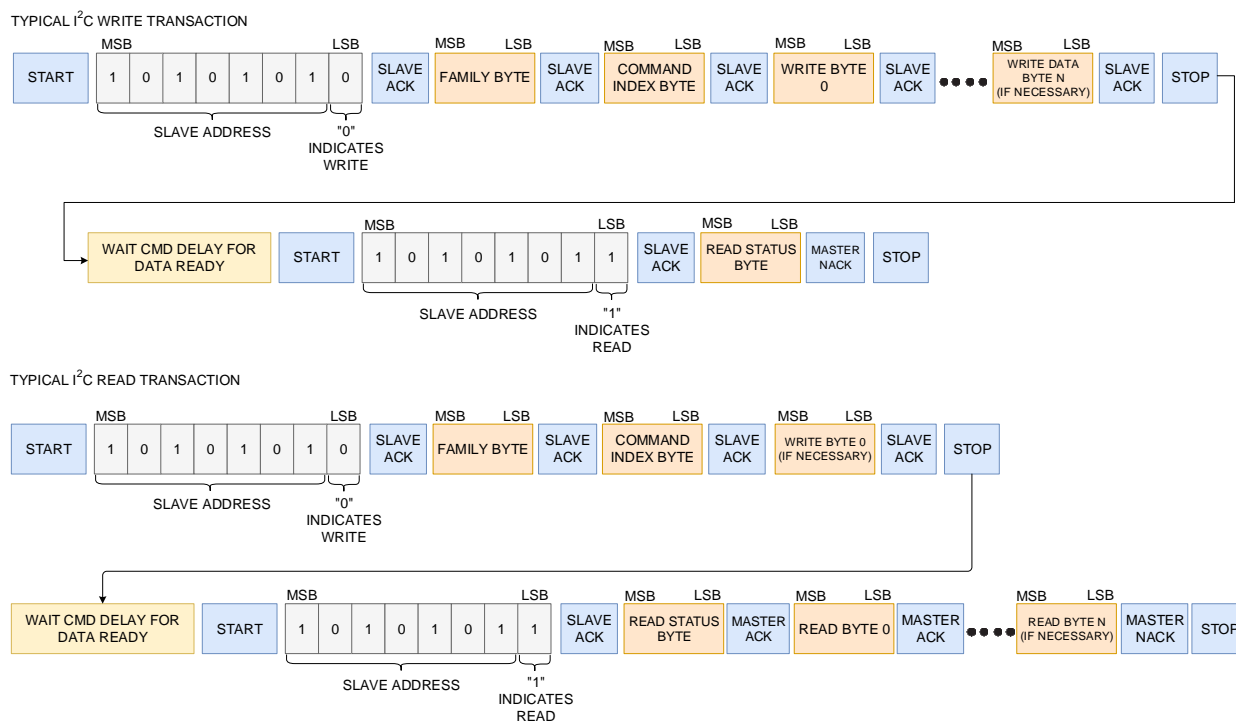 TYPICAL I2C WRITE TRANSACTION
MSB LSB MSB LSB MSB LSB MSB LSB MSB LSB
START 1 0 1 0 1 0 1 0 SLAVE ACK FAMILY BYTE SLAVE ACK COMMAND INDEX BYTE SLAVE ACK WRITE BYTE 0 SLAVE ACK WRITE DATA BYTE N (IF NECESSARY) SLAVE ACK STOP
SLAVE ADDRESS "0" INDICATES WRITE
MSB LSB MSB LSB
WAIT CMD DELAY FOR DATA READY START 1 0 1 0 1 0 1 1 SLAVE ACK READ STATUS BYTE MASTER NACK STOP
SLAVE ADDRESS "1" INDICATES READ
TYPICAL I2C READ TRANSACTION
MSB LSB MSB LSB MSB LSB MSB LSB
START 1 0 1 0 1 0 1 0 SLAVE ACK FAMILY BYTE SLAVE ACK COMMAND INDEX BYTE SLAVE ACK WRITE BYTE 0 (IF NECESSARY) SLAVE ACK STOP
SLAVE ADDRESS "0" INDICATES WRITE
MSB LSB MSB LSB MSB LSB MSB LSB
WAIT CMD DELAY FOR DATA READY START 1 0 1 0 1 0 1 1 SLAVE ACK READ STATUS BYTE MASTER ACK READ BYTE 0 MASTER ACK READ BYTE N (IF NECESSARY) MASTER NACK STOP
SLAVE ADDRESS "1" INDICATES READ